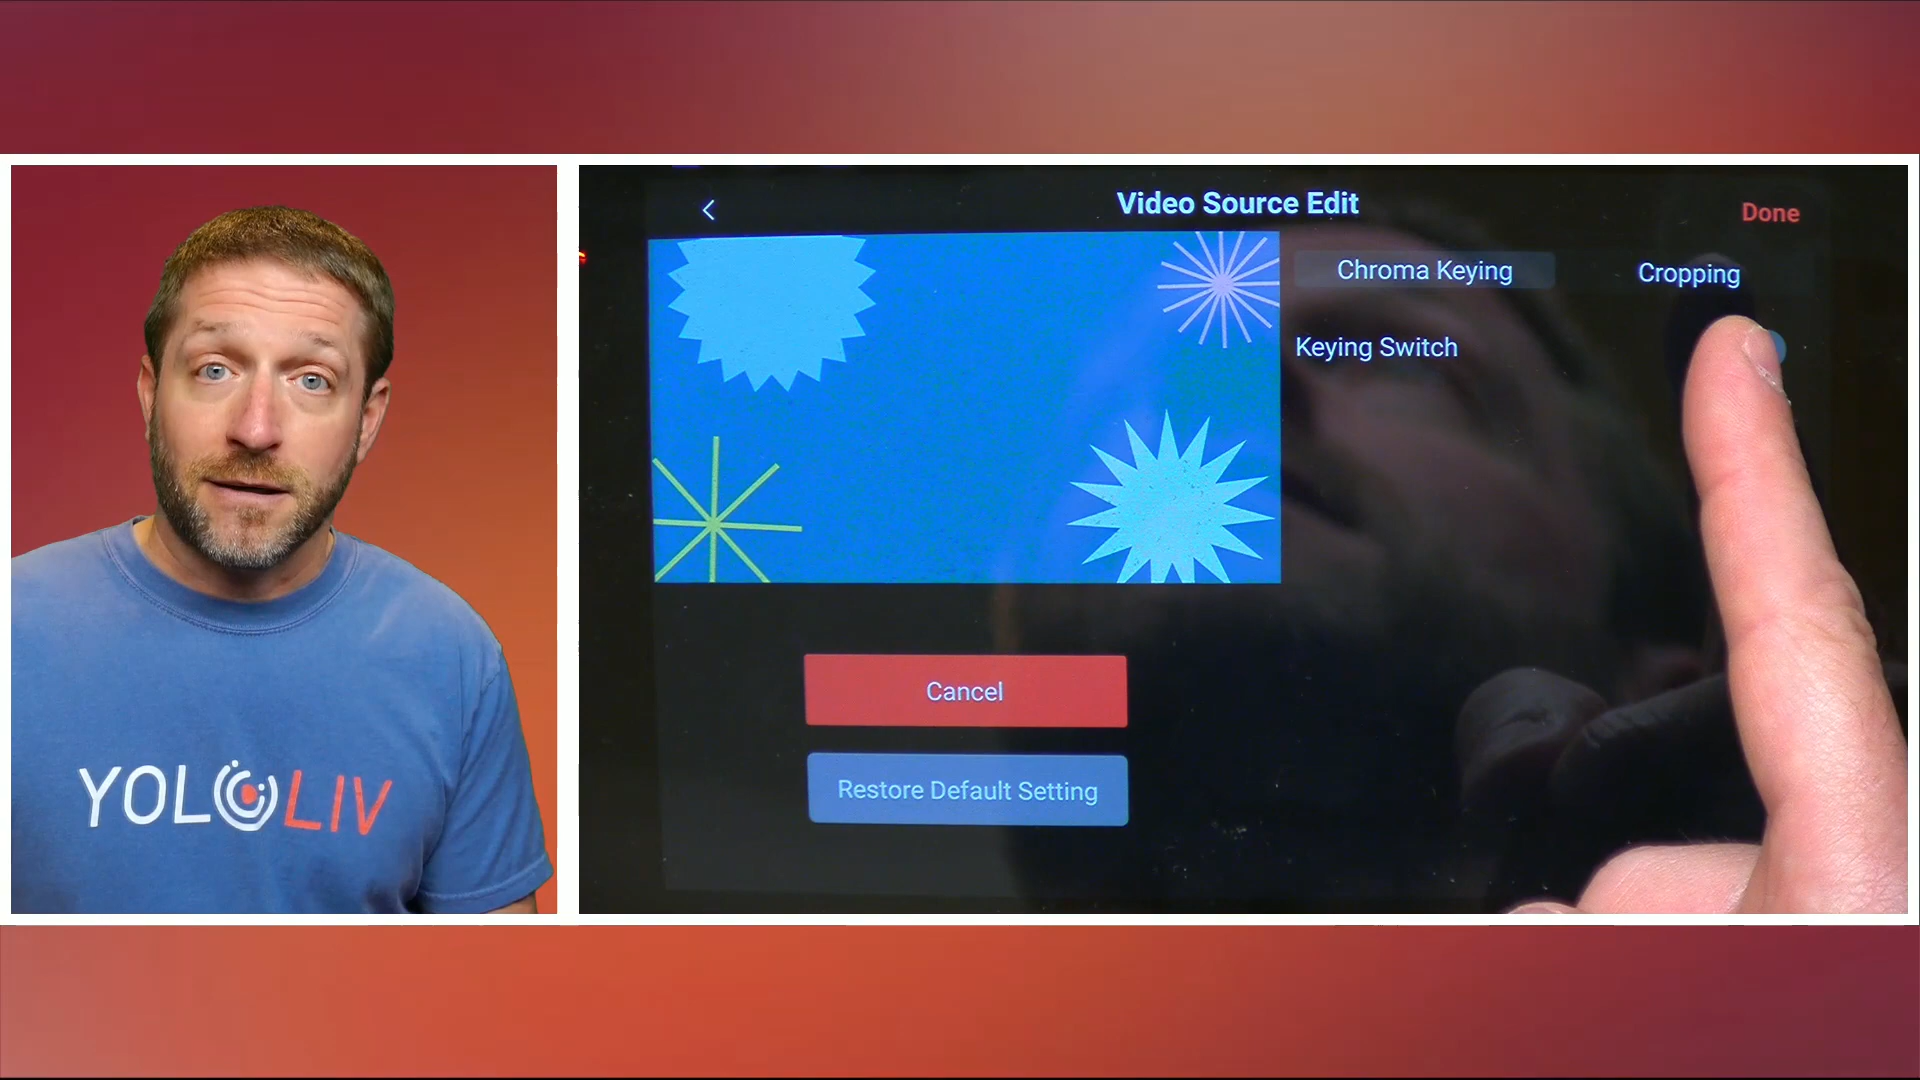 Video Source Edit
Done
Chroma Keying
Cropping
Keying Switch
Cancel
Restore Default Setting
YOLOLIV